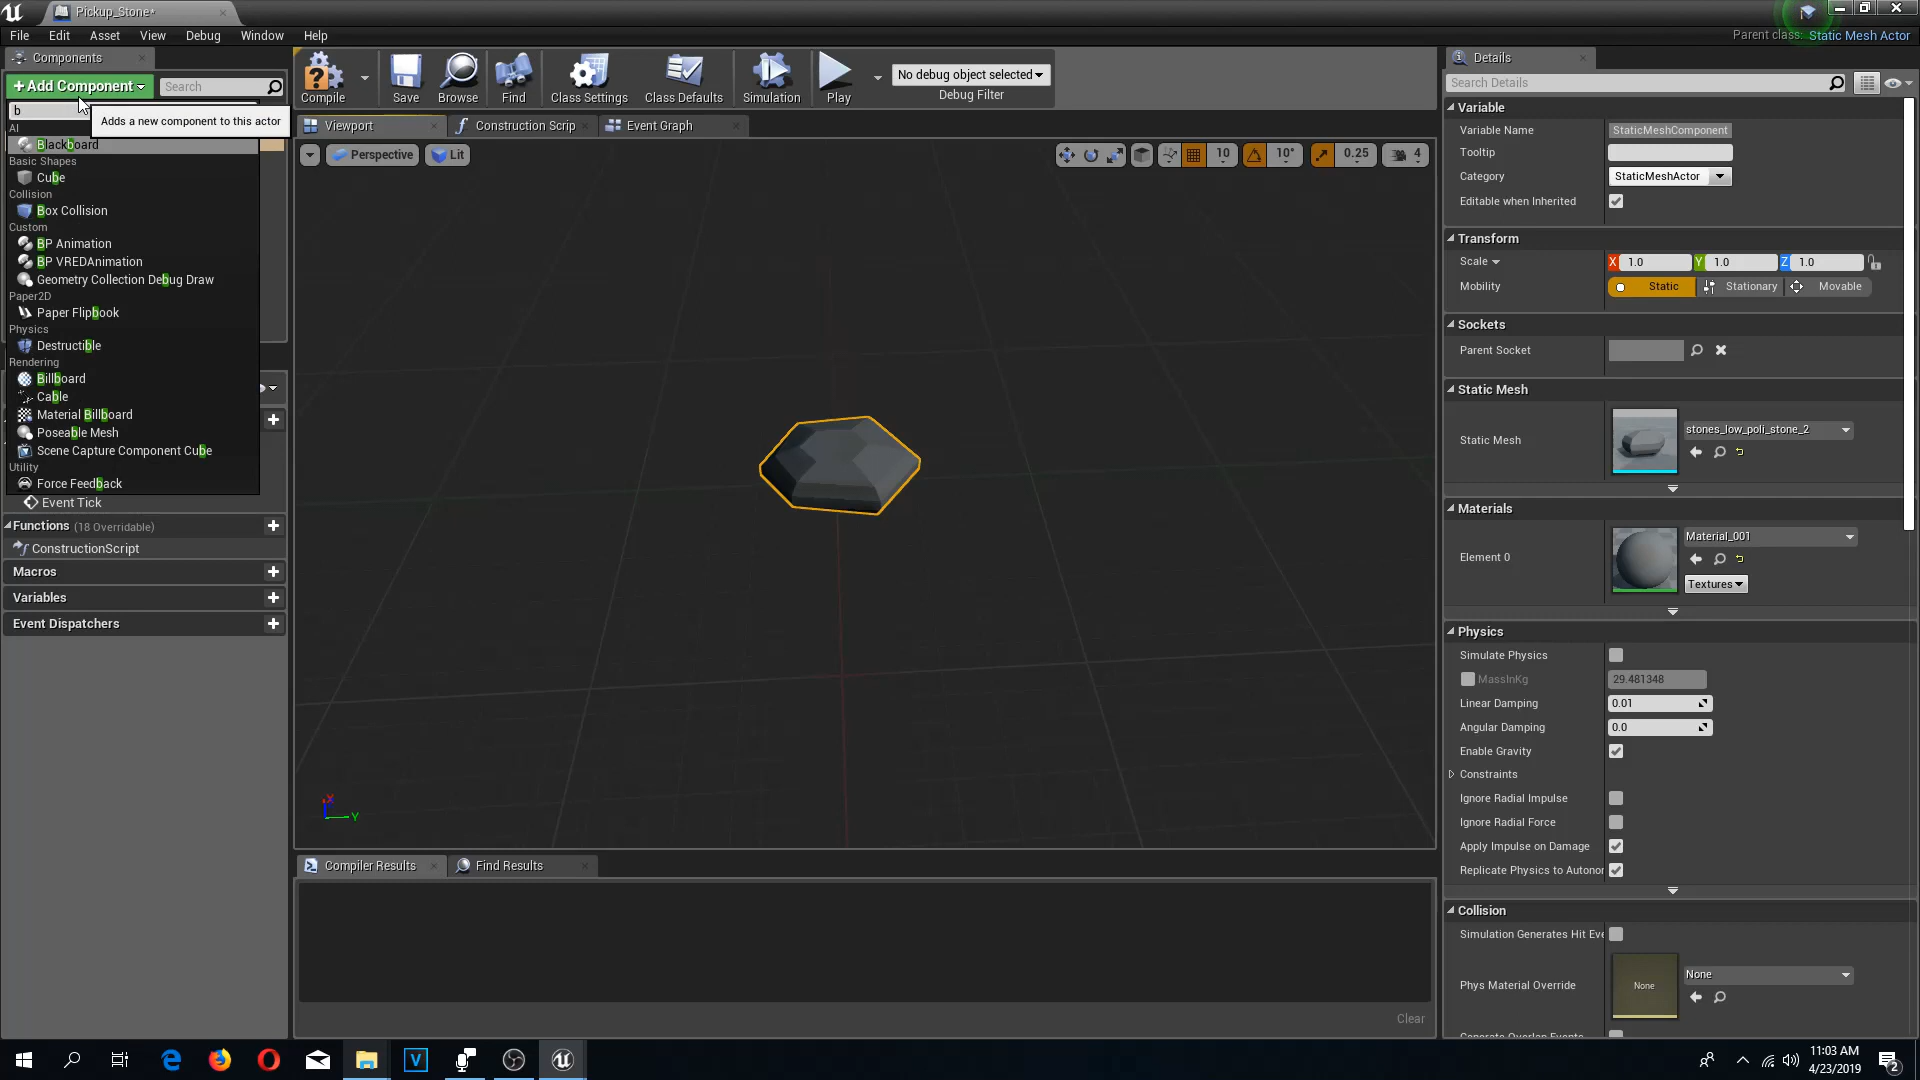 Pickup_Stone*
File Edit Asset View Debug Window Help
Parent class: Static Mesh Actor
Components
+ Add Component
Search
b
Adds a new component to this actor
AI
Blackboard
Basic Shapes
Cube
Collision
Box Collision
Custom
BP Animation
BP VREDAnimation
Geometry Collection Debug Draw
Paper2D
Paper Flipbook
Physics
Destructible
Rendering
Billboard
Cable
Material Billboard
Poseable Mesh
Scene Capture Component Cube
Utility
Force Feedback
Event Tick
Functions (18 Overridable)
ConstructionScript
Macros
Variables
Event Dispatchers
Compile Save Browse Find Class Settings Class Defaults Simulation Play
No debug object selected
Debug Filter
Viewport Construction Scrip Event Graph
Perspective Lit
10 10° 0.25 4
X Y
Compiler Results Find Results
Clear
Details
Search Details
Variable
Variable Name StaticMeshComponent
Tooltip
Category StaticMeshActor
Editable when Inherited
Transform
Scale X 1.0 Y 1.0 Z 1.0
Mobility Static Stationary Movable
Sockets
Parent Socket
Static Mesh
Static Mesh stones_low_poli_stone_2
Materials
Element 0 Material_001
Textures
Physics
Simulate Physics
MassInKg 29.481348
Linear Damping 0.01
Angular Damping 0.0
Enable Gravity
Constraints
Ignore Radial Impulse
Ignore Radial Force
Apply Impulse on Damage
Replicate Physics to Autonor
Collision
Simulation Generates Hit Eve
Phys Material Override None None
Generate Overlap Events
11:03 AM
4/23/2019
2